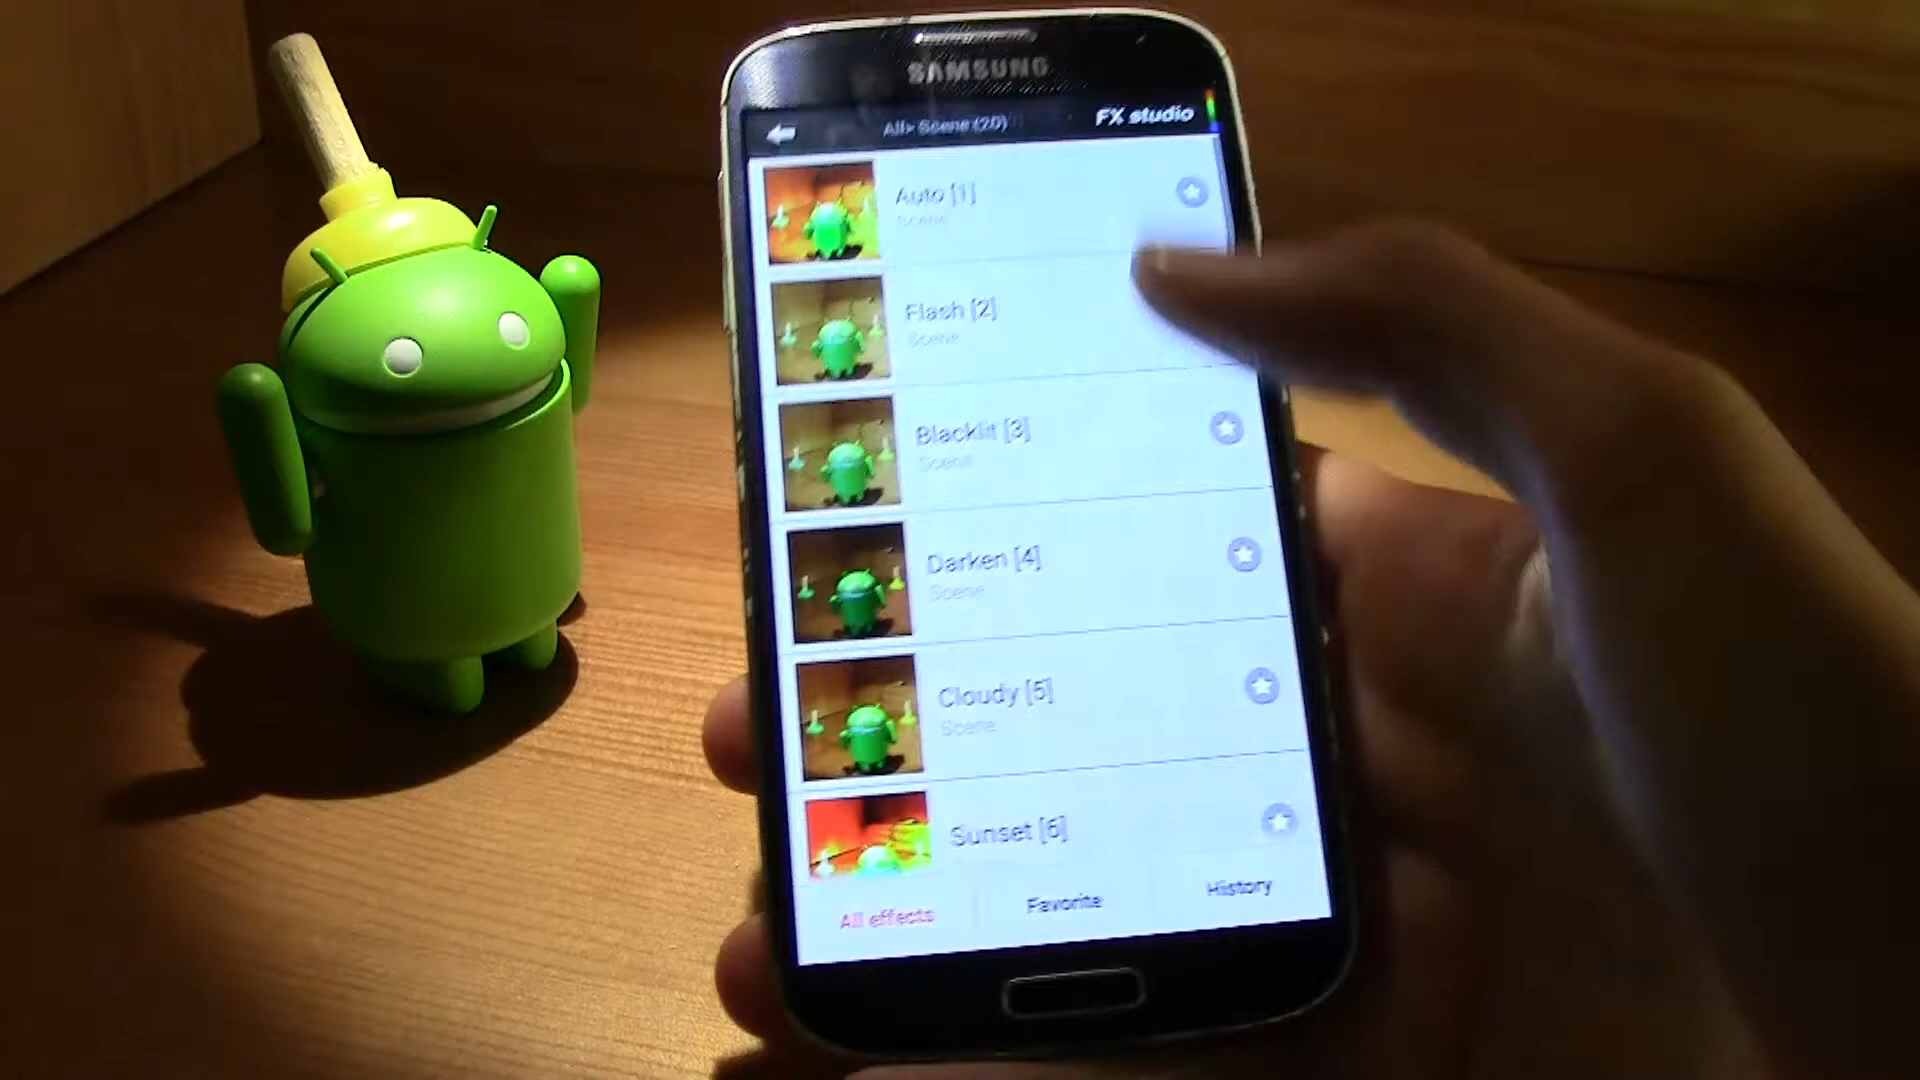 SAMSUNG
All> Scene (20)
FX studio
Auto [1]
Scene
Flash [2]
Scene
Blacklit [3]
Scene
Darken [4]
Scene
Cloudy [5]
Scene
Sunset [6]
All effects
Favorite
History